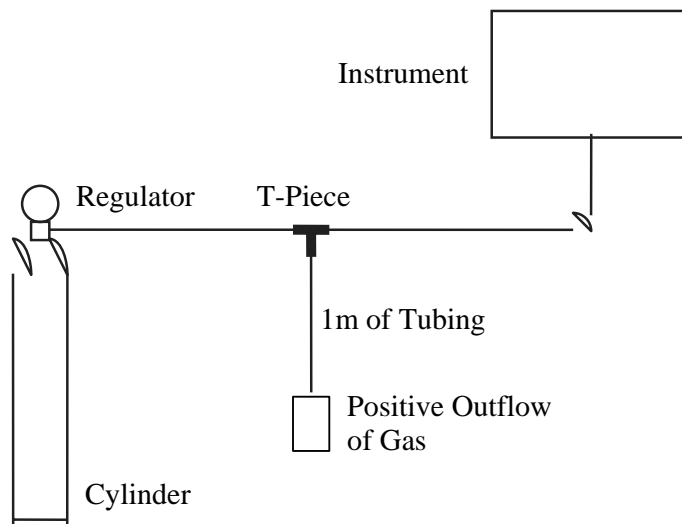 Instrument
Regulator
T-Piece
1m of Tubing
Positive Outflow
of Gas
Cylinder